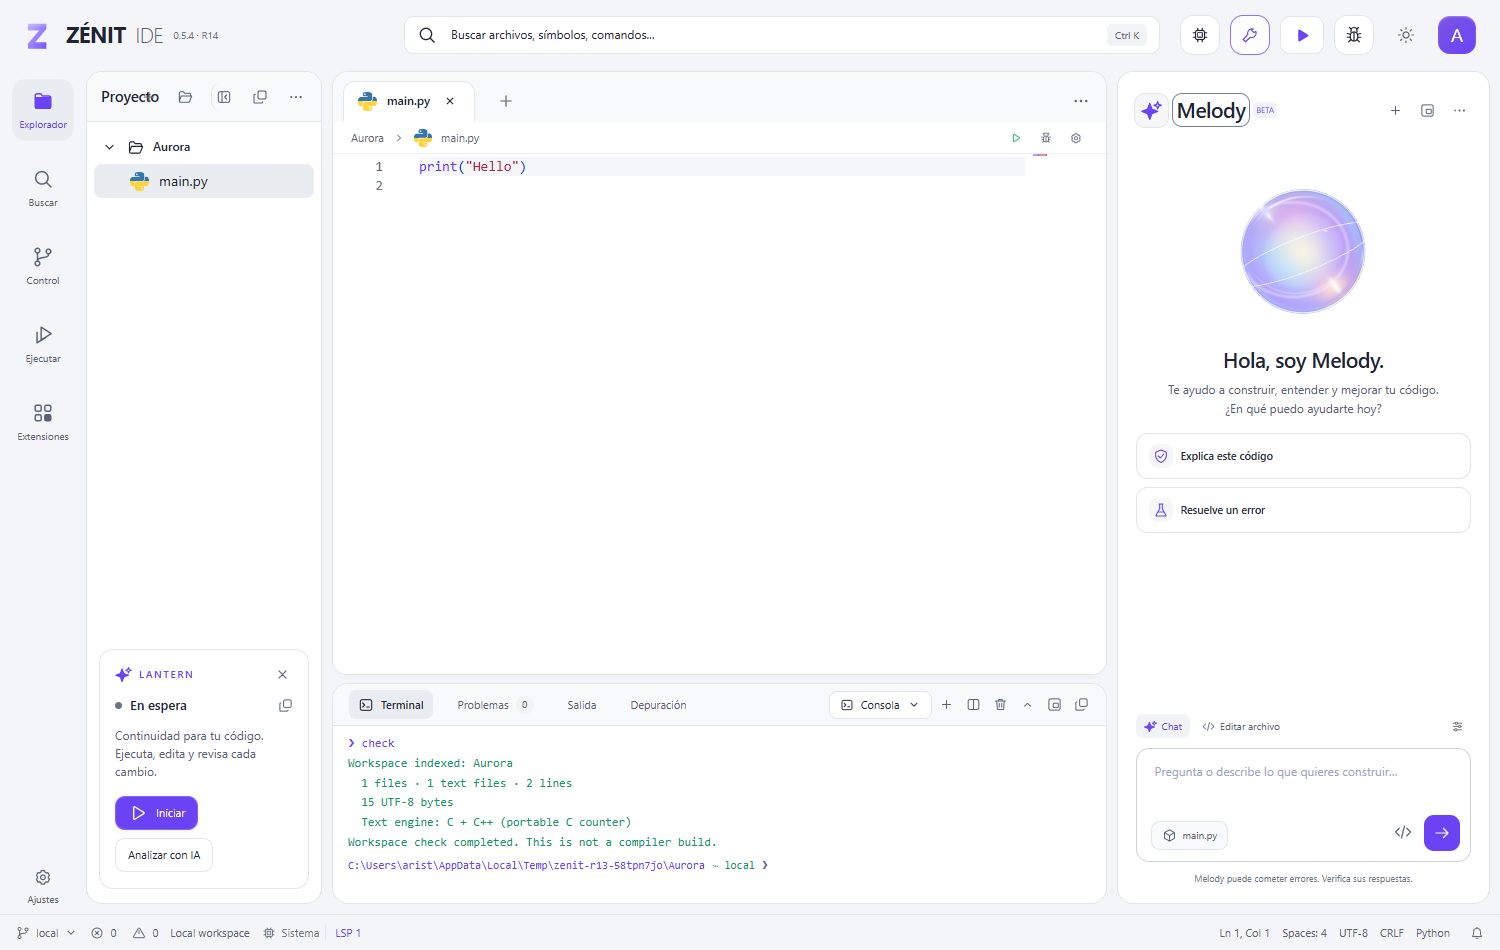 ZÉNIT IDE 0.5.4 · R14
Buscar archivos, símbolos, comandos... Ctrl K
A
Explorador
Buscar
Control
Ejecutar
Extensiones
Ajustes
Proyecto
Aurora
main.py
LANTERN
En espera
Continuidad para tu código.
Ejecuta, edita y revisa cada
cambio.
Iniciar
Analizar con IA
main.py
Aurora > main.py
1 print("Hello")
2
Terminal Problemas 0 Salida Depuración Consola
❯ check
Workspace indexed: Aurora
1 files · 1 text files · 2 lines
15 UTF-8 bytes
Text engine: C + C++ (portable C counter)
Workspace check completed. This is not a compiler build.
C:\Users\arist\AppData\Local\Temp\zenit-r13-58tpn7jo\Aurora ~ local ❯
Melody BETA
Hola, soy Melody.
Te ayudo a construir, entender y mejorar tu código.
¿En qué puedo ayudarte hoy?
Explica este código
Resuelve un error
Chat </> Editar archivo
Pregunta o describe lo que quieres construir...
main.py </>
Melody puede cometer errores. Verifica sus respuestas.
local 0 0 Local workspace Sistema LSP 1 Ln 1, Col 1 Spaces: 4 UTF-8 CRLF Python